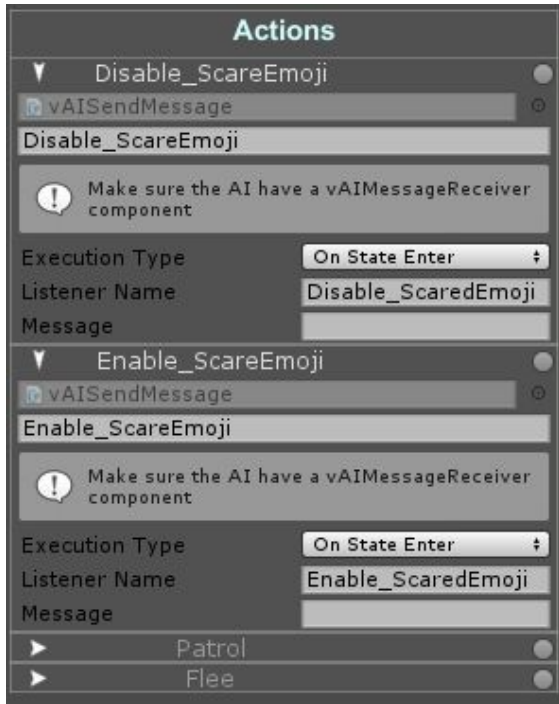 Actions
Disable_ScareEmoji
vAISendMessage
Disable_ScareEmoji
Make sure the AI have a vAIMessageReceiver
component
Execution Type On State Enter
Listener Name Disable_ScaredEmoji
Message
Enable_ScareEmoji
vAISendMessage
Enable_ScareEmoji
Make sure the AI have a vAIMessageReceiver
component
Execution Type On State Enter
Listener Name Enable_ScaredEmoji
Message
Patrol
Flee